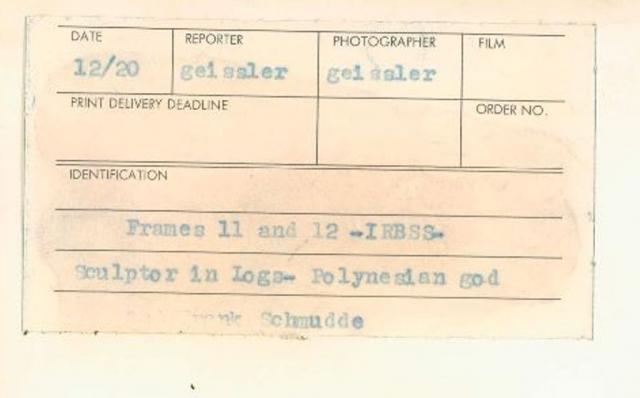 DATE REPORTER PHOTOGRAPHER FILM
12/20 geissler geissler
PRINT DELIVERY DEADLINE ORDER NO.
IDENTIFICATION
Frames 11 and 12 -IRBSS-
Sculptor in Logs- Polynesian god
Schmudde